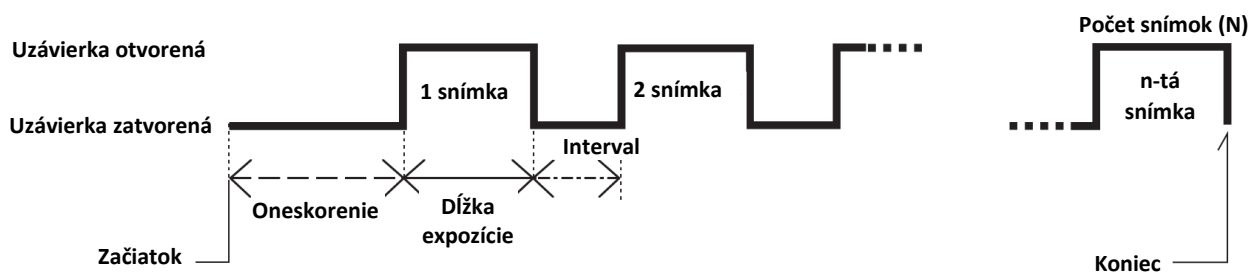 Počet snímok (N)
Uzávierka otvorená
1 snímka
2 snímka
n-tá
snímka
Uzávierka zatvorená
Interval
Oneskorenie
Dĺžka
expozície
Začiatok
Koniec